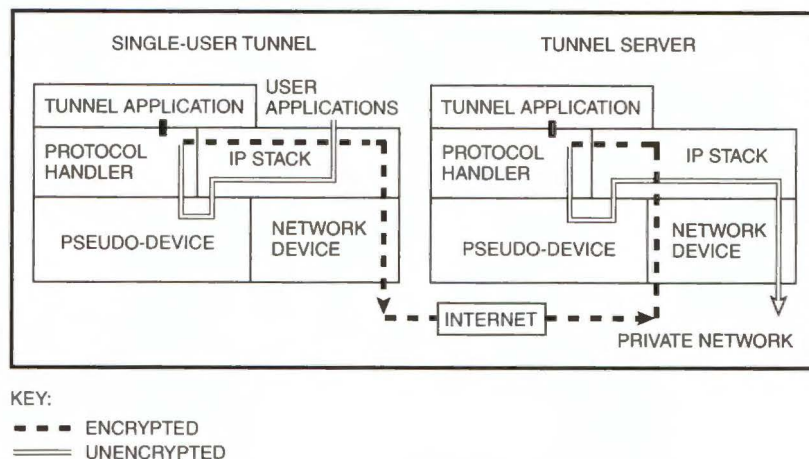 SINGLE-USER TUNNEL
TUNNEL APPLICATION
USER
APPLICATIONS
PROTOCOL
HANDLER
IP STACK
PSEUDO-DEVICE
NETWORK
DEVICE
TUNNEL SERVER
TUNNEL APPLICATION
PROTOCOL
HANDLER
IP STACK
PSEUDO-DEVICE
NETWORK
DEVICE
INTERNET
PRIVATE NETWORK
KEY:
ENCRYPTED
UNENCRYPTED